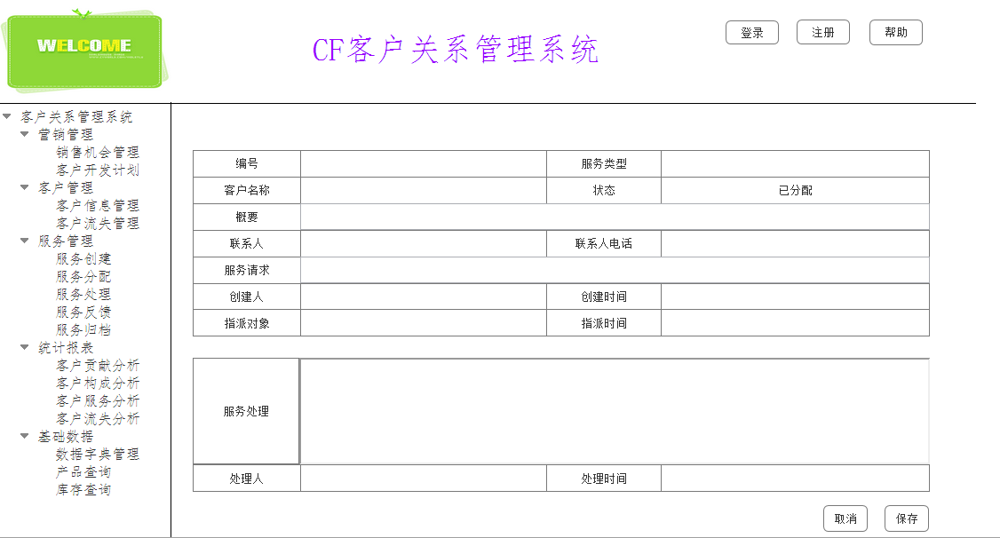 WELCOME
CF客户关系管理系统
登录 注册 帮助
客户关系管理系统
营销管理
销售机会管理
客户开发计划
客户管理
客户信息管理
客户流失管理
服务管理
服务创建
服务分配
服务处理
服务反馈
服务归档
统计报表
客户贡献分析
客户构成分析
客户服务分析
客户流失分析
基础数据
数据字典管理
产品查询
库存查询
编号 服务类型
客户名称 状态 已分配
概要
联系人 联系人电话
服务请求
创建人 创建时间
指派对象 指派时间
服务处理
处理人 处理时间
取消 保存